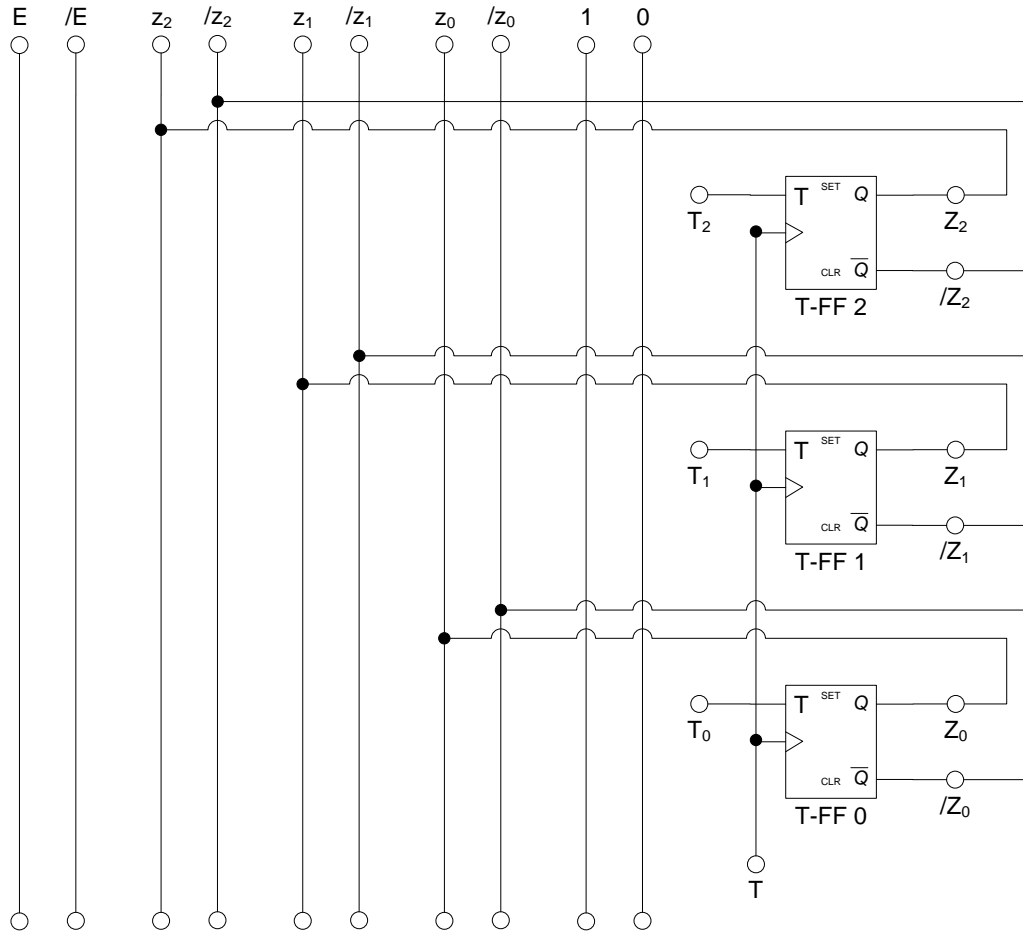 E /E z₂ /z₂ z₁ /z₁ z₀ /z₀ 1 0
T SET Q
T₂ Z₂
CLR Q̅
T-FF 2 /Z₂
T SET Q
T₁ Z₁
CLR Q̅
T-FF 1 /Z₁
T SET Q
T₀ Z₀
CLR Q̅
T-FF 0 /Z₀
T